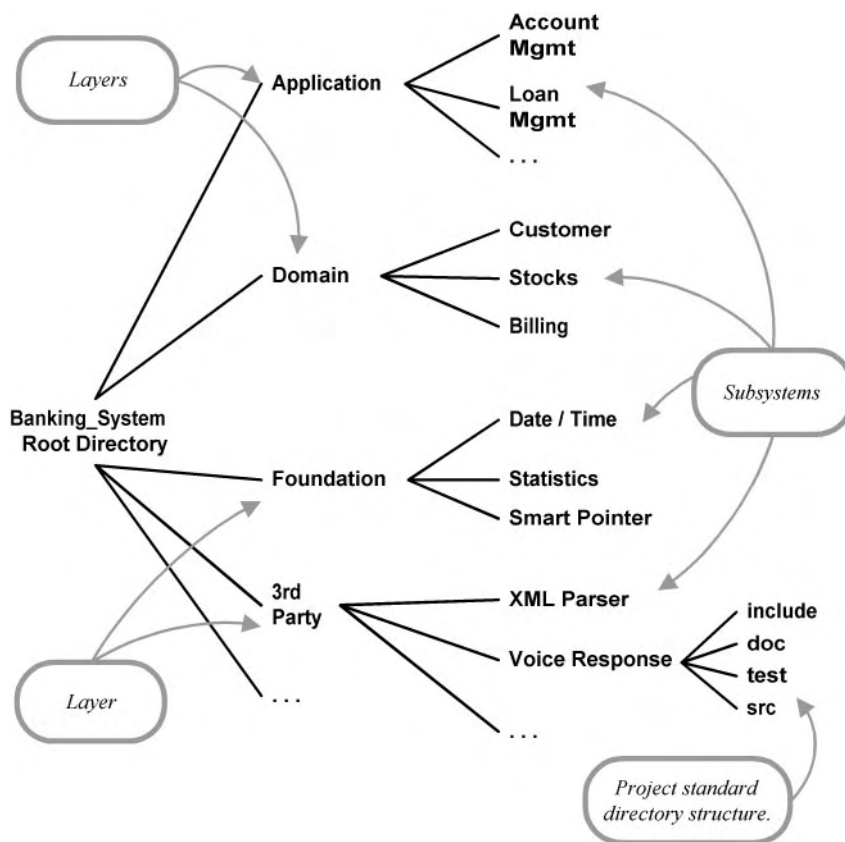 Account
Mgmt
Layers
Application
Loan
Mgmt
...
Customer
Domain
Stocks
Billing
Subsystems
Banking_System
Root Directory
Date / Time
Foundation
Statistics
Smart Pointer
3rd
Party
XML Parser
include
doc
Voice Response
test
src
Layer
...
...
Project standard
directory structure.